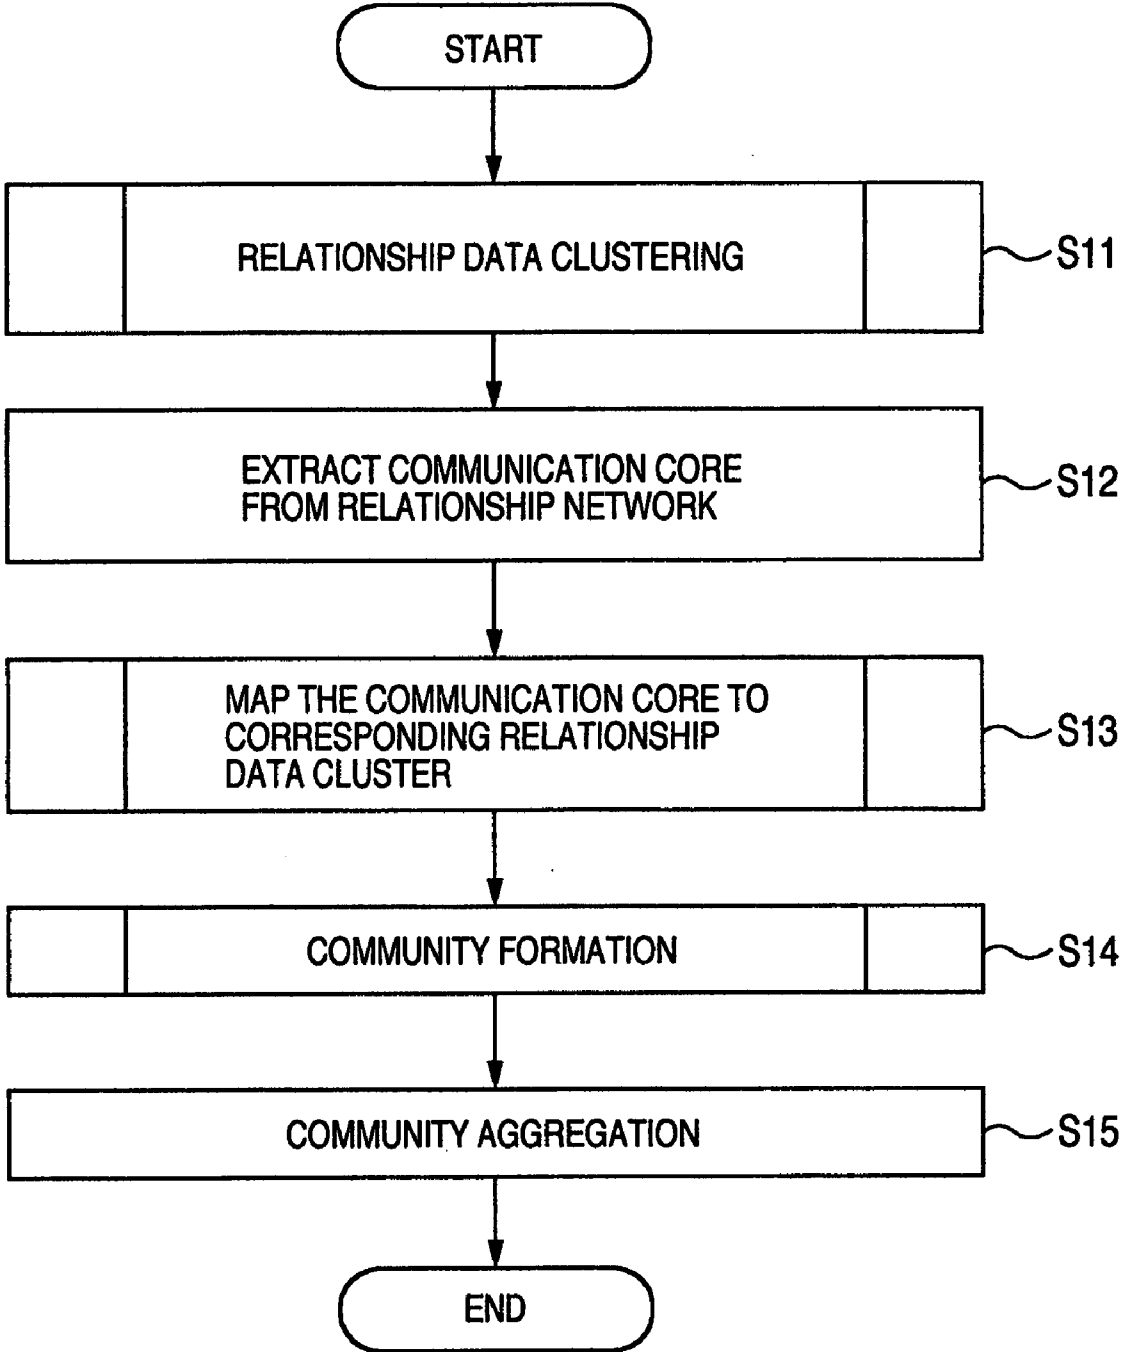 START
RELATIONSHIP DATA CLUSTERING
S11
EXTRACT COMMUNICATION CORE
FROM RELATIONSHIP NETWORK
S12
MAP THE COMMUNICATION CORE TO
CORRESPONDING RELATIONSHIP
DATA CLUSTER
S13
COMMUNITY FORMATION
S14
COMMUNITY AGGREGATION
S15
END